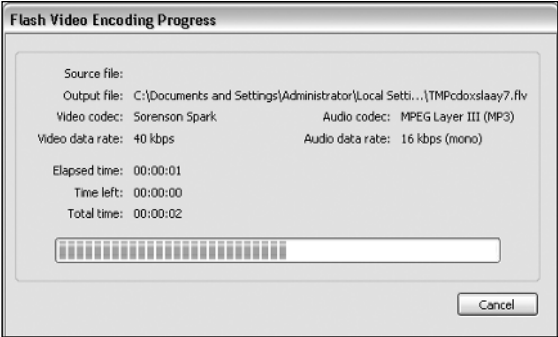 Flash Video Encoding Progress
Source file:
Output file: C:\Documents and Settings\Administrator\Local Setti...\TMPcdoxslaay7.flv
Video codec: Sorenson Spark Audio codec: MPEG Layer III (MP3)
Video data rate: 40 kbps Audio data rate: 16 kbps (mono)
Elapsed time: 00:00:01
Time left: 00:00:00
Total time: 00:00:02
Cancel